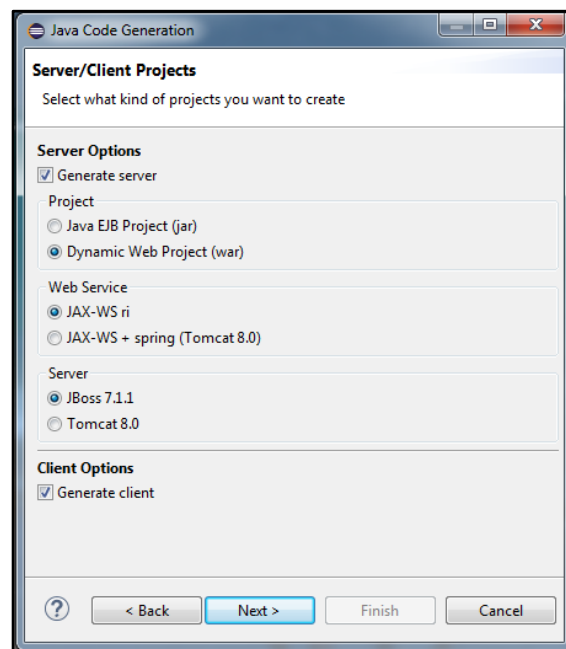 Java Code Generation
Server/Client Projects
Select what kind of projects you want to create
Server Options
Generate server
Project
Java EJB Project (jar)
Dynamic Web Project (war)
Web Service
JAX-WS ri
JAX-WS + spring (Tomcat 8.0)
Server
JBoss 7.1.1
Tomcat 8.0
Client Options
Generate client
? < Back Next > Finish Cancel